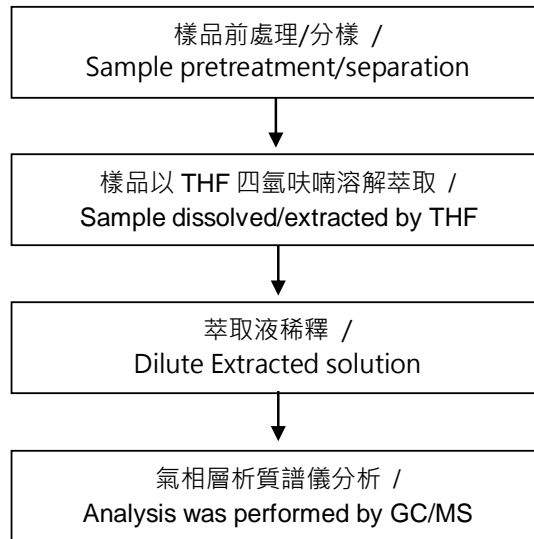 樣品前處理/分樣 /
Sample pretreatment/separation
樣品以 THF 四氫呋喃溶解萃取 /
Sample dissolved/extracted by THF
萃取液稀釋 /
Dilute Extracted solution
氣相層析質譜儀分析 /
Analysis was performed by GC/MS